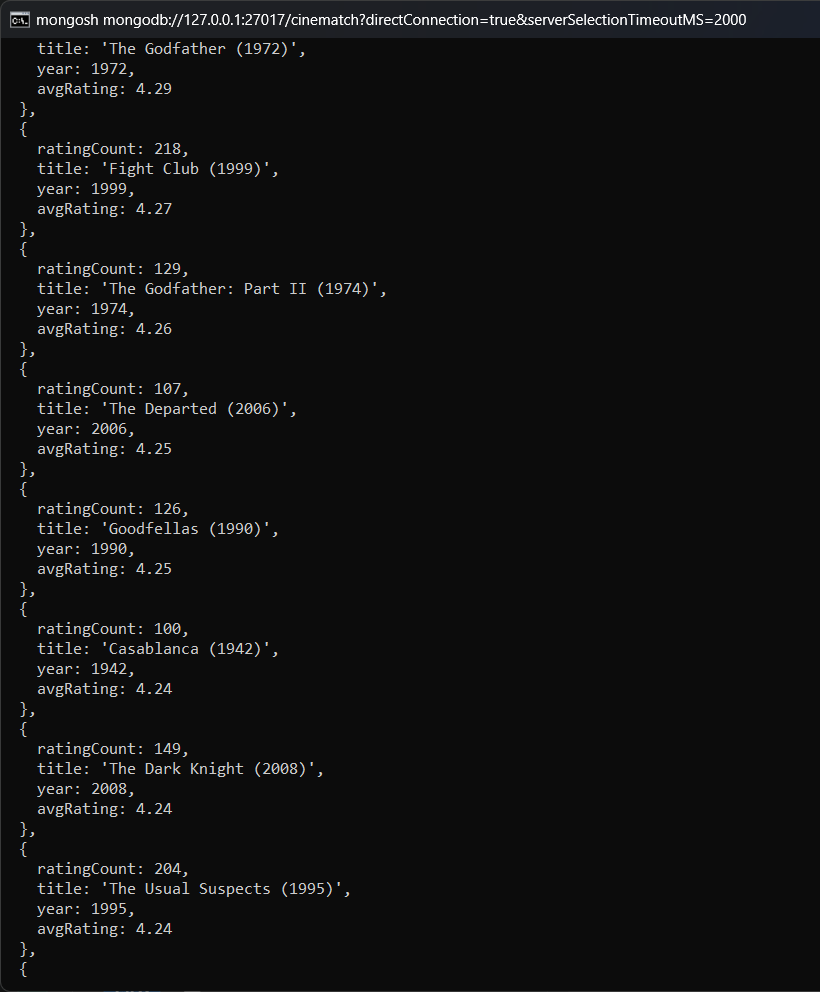 mongosh mongodb://127.0.0.1:27017/cinematch?directConnection=true&serverSelectionTimeoutMS=2000
    title: 'The Godfather (1972)',
    year: 1972,
    avgRating: 4.29
  },
  {
    ratingCount: 218,
    title: 'Fight Club (1999)',
    year: 1999,
    avgRating: 4.27
  },
  {
    ratingCount: 129,
    title: 'The Godfather: Part II (1974)',
    year: 1974,
    avgRating: 4.26
  },
  {
    ratingCount: 107,
    title: 'The Departed (2006)',
    year: 2006,
    avgRating: 4.25
  },
  {
    ratingCount: 126,
    title: 'Goodfellas (1990)',
    year: 1990,
    avgRating: 4.25
  },
  {
    ratingCount: 100,
    title: 'Casablanca (1942)',
    year: 1942,
    avgRating: 4.24
  },
  {
    ratingCount: 149,
    title: 'The Dark Knight (2008)',
    year: 2008,
    avgRating: 4.24
  },
  {
    ratingCount: 204,
    title: 'The Usual Suspects (1995)',
    year: 1995,
    avgRating: 4.24
  },
  {